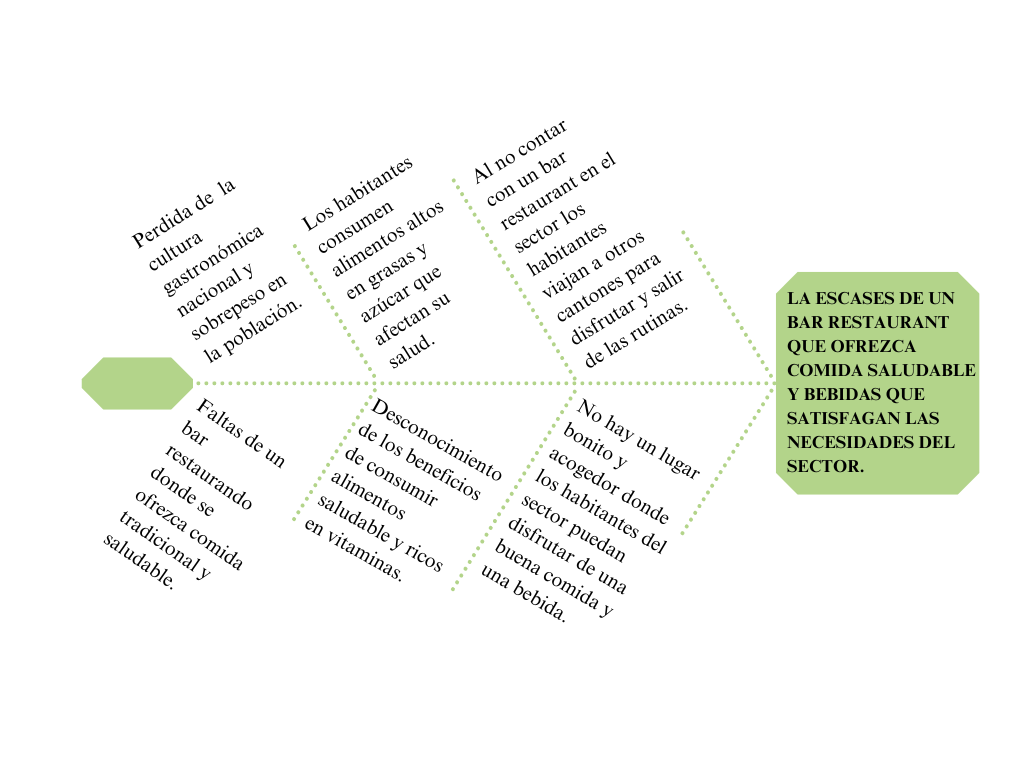 Perdida de la
cultura
gastronómica
nacional y
sobrepeso en
la población.
Los habitantes
consumen
alimentos altos
en grasas y
azúcar que
afectan su
salud.
Al no contar
con un bar
restaurant en el
sector los
habitantes
viajan a otros
cantones para
disfrutar y salir
de las rutinas.
LA ESCASES DE UN
BAR RESTAURANT
QUE OFREZCA
COMIDA SALUDABLE
Y BEBIDAS QUE
SATISFAGAN LAS
NECESIDADES DEL
SECTOR.
Faltas de un
bar
restaurando
donde se
ofrezca comida
tradicional y
saludable.
Desconocimiento
de los beneficios
de consumir
alimentos
saludable y ricos
en vitaminas.
No hay un lugar
bonito y
acogedor donde
los habitantes del
sector puedan
disfrutar de una
buena comida y
una bebida.